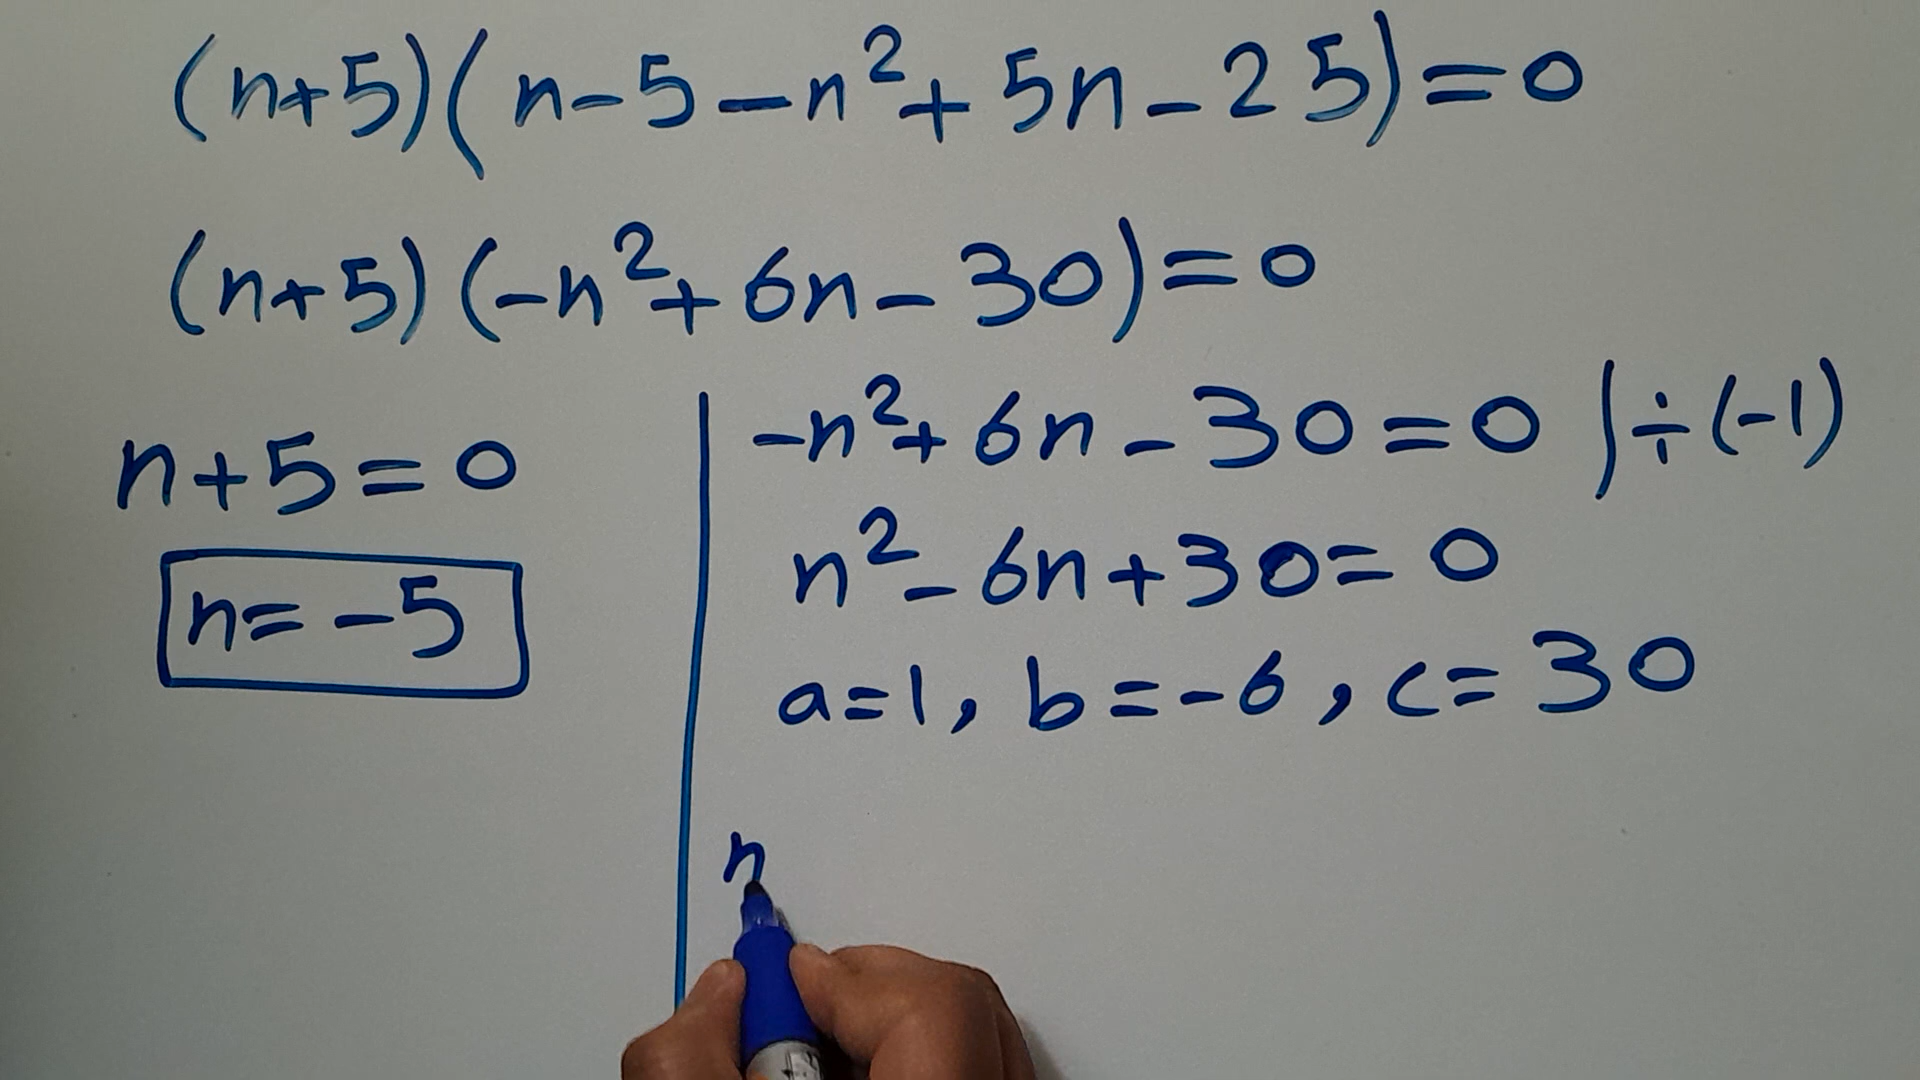 (n+5)(n-5-n²+5n-25)=0
(n+5)(-n²+6n-30)=0
n+5=0
n=-5
-n²+6n-30=0 | ÷(-1)
n²-6n+30=0
a=1, b=-6, c=30
n